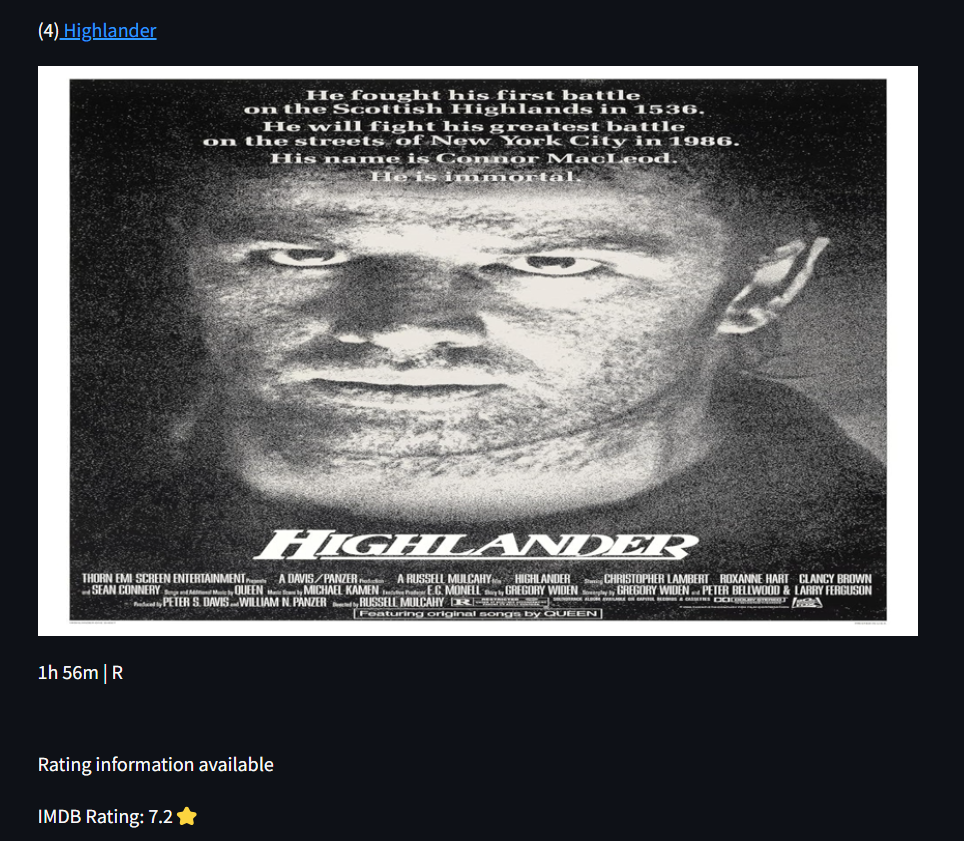 (4) Highlander
He fought his first battle
on the Scottish Highlands in 1536.
He will fight his greatest battle
on the streets of New York City in 1986.
His name is Connor MacLeod.
He is immortal.
HIGHLANDER
THORN EMI SCREEN ENTERTAINMENT Presents A DAVIS/PANZER Production A RUSSELL MULCAHY Film HIGHLANDER Starring CHRISTOPHER LAMBERT ROXANNE HART CLANCY BROWN
and SEAN CONNERY Songs and Additional Music by QUEEN Music Score by MICHAEL KAMEN Executive Producer E.C. MONELL Story by GREGORY WIDEN Screenplay by GREGORY WIDEN and PETER BELLWOOD & LARRY FERGUSON
Produced by PETER S. DAVIS and WILLIAM N. PANZER Directed by RUSSELL MULCAHY R RESTRICTED DOLBY STEREO
Featuring original songs by QUEEN
1h 56m | R
Rating information available
IMDB Rating: 7.2 ⭐